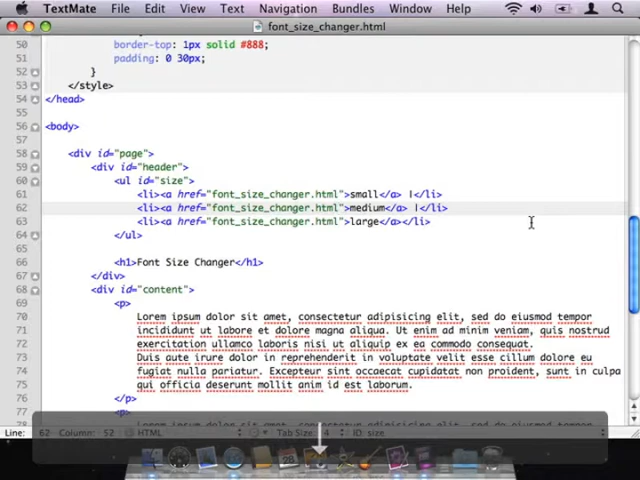 TextMate File Edit View Text Navigation Bundles Window Help
font_size_changer.html
50 border-top: 1px solid #888;
51 padding: 0 30px;
52 }
53 </style>
54 </head>
55
56 <body>
57
58 <div id="page">
59 <div id="header">
60 <ul id="size">
61 <li><a href="font_size_changer.html">small</a> |</li>
62 <li><a href="font_size_changer.html">medium</a> |</li>
63 <li><a href="font_size_changer.html">large</a></li>
64 </ul>
65
66 <h1>Font Size Changer</h1>
67 </div>
68 <div id="content">
69 <p>
70 Lorem ipsum dolor sit amet, consectetur adipisicing elit, sed do eiusmod tempor
71 incididunt ut labore et dolore magna aliqua. Ut enim ad minim veniam, quis nostrud
72 exercitation ullamco laboris nisi ut aliquip ex ea commodo consequat.
73 Duis aute irure dolor in reprehenderit in voluptate velit esse cillum dolore eu
74 fugiat nulla pariatur. Excepteur sint occaecat cupidatat non proident, sunt in culpa
75 qui officia deserunt mollit anim id est laborum.
76 </p>
77 <p>
78
Line: 62 Column: 52 HTML Tab Size: 4 ID: size
28